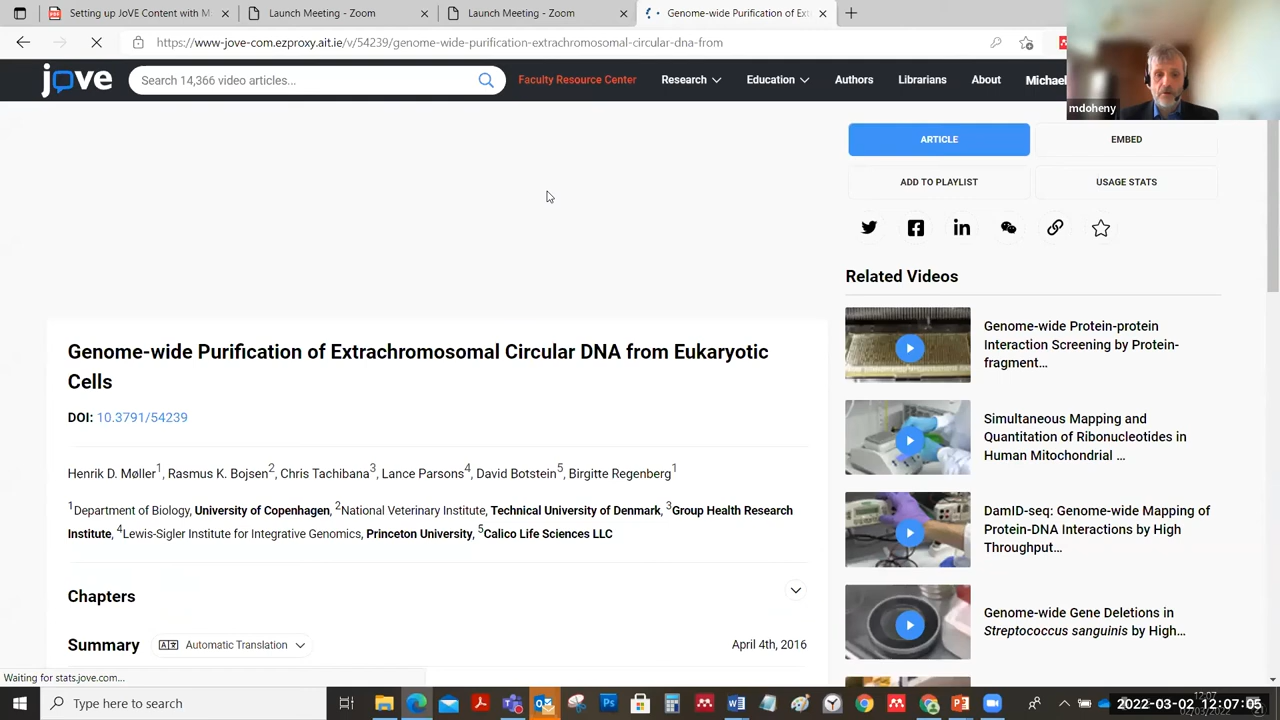 Setting up JoVE Content with M
Launch Meeting - Zoom
Launch Meeting - Zoom
Genome-wide Purification of Ex
https://www-jove-com.ezproxy.ait.ie/v/54239/genome-wide-purification-extrachromosomal-circular-dna-from
jove
Search 14,366 video articles...
Faculty Resource Center
Research
Education
Authors
Librarians
About
Michael
mdoheny
ARTICLE
EMBED
ADD TO PLAYLIST
USAGE STATS
Related Videos
Genome-wide Protein-protein
Interaction Screening by Protein-
fragment…
Simultaneous Mapping and
Quantitation of Ribonucleotides in
Human Mitochondrial …
DamID-seq: Genome-wide Mapping of
Protein-DNA Interactions by High
Throughput…
Genome-wide Gene Deletions in
Streptococcus sanguinis by High…
Genome-wide Purification of Extrachromosomal Circular DNA from Eukaryotic
Cells
DOI: 10.3791/54239
Henrik D. Møller1, Rasmus K. Bojsen2, Chris Tachibana3, Lance Parsons4, David Botstein5, Birgitte Regenberg1
1Department of Biology, University of Copenhagen, 2National Veterinary Institute, Technical University of Denmark, 3Group Health Research
Institute, 4Lewis-Sigler Institute for Integrative Genomics, Princeton University, 5Calico Life Sciences LLC
Chapters
Summary
Automatic Translation
April 4th, 2016
Waiting for stats.jove.com...
Type here to search
12:07
02/03/2022
2022-03-02 12:07:05